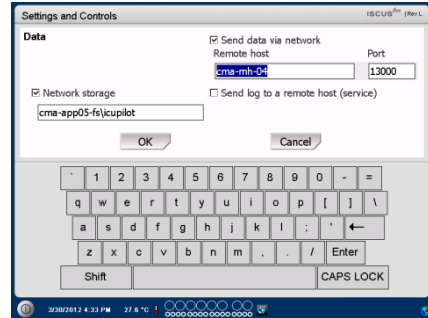 Settings and Controls
ISCUSflex |Rev L
Data
Send data via network
Remote host
Port
cma-mh-04
13000
Network storage
Send log to a remote host (service)
cma-app05-fs\icupilot
OK
Cancel
` 1 2 3 4 5 6 7 8 9 0 - =
q w e r t y u i o p [ ] \
a s d f g h j k l ; ' ←
z x c v b n m , . / Enter
Shift
CAPS LOCK
3/30/2012 4:33 PM 27.6 °C